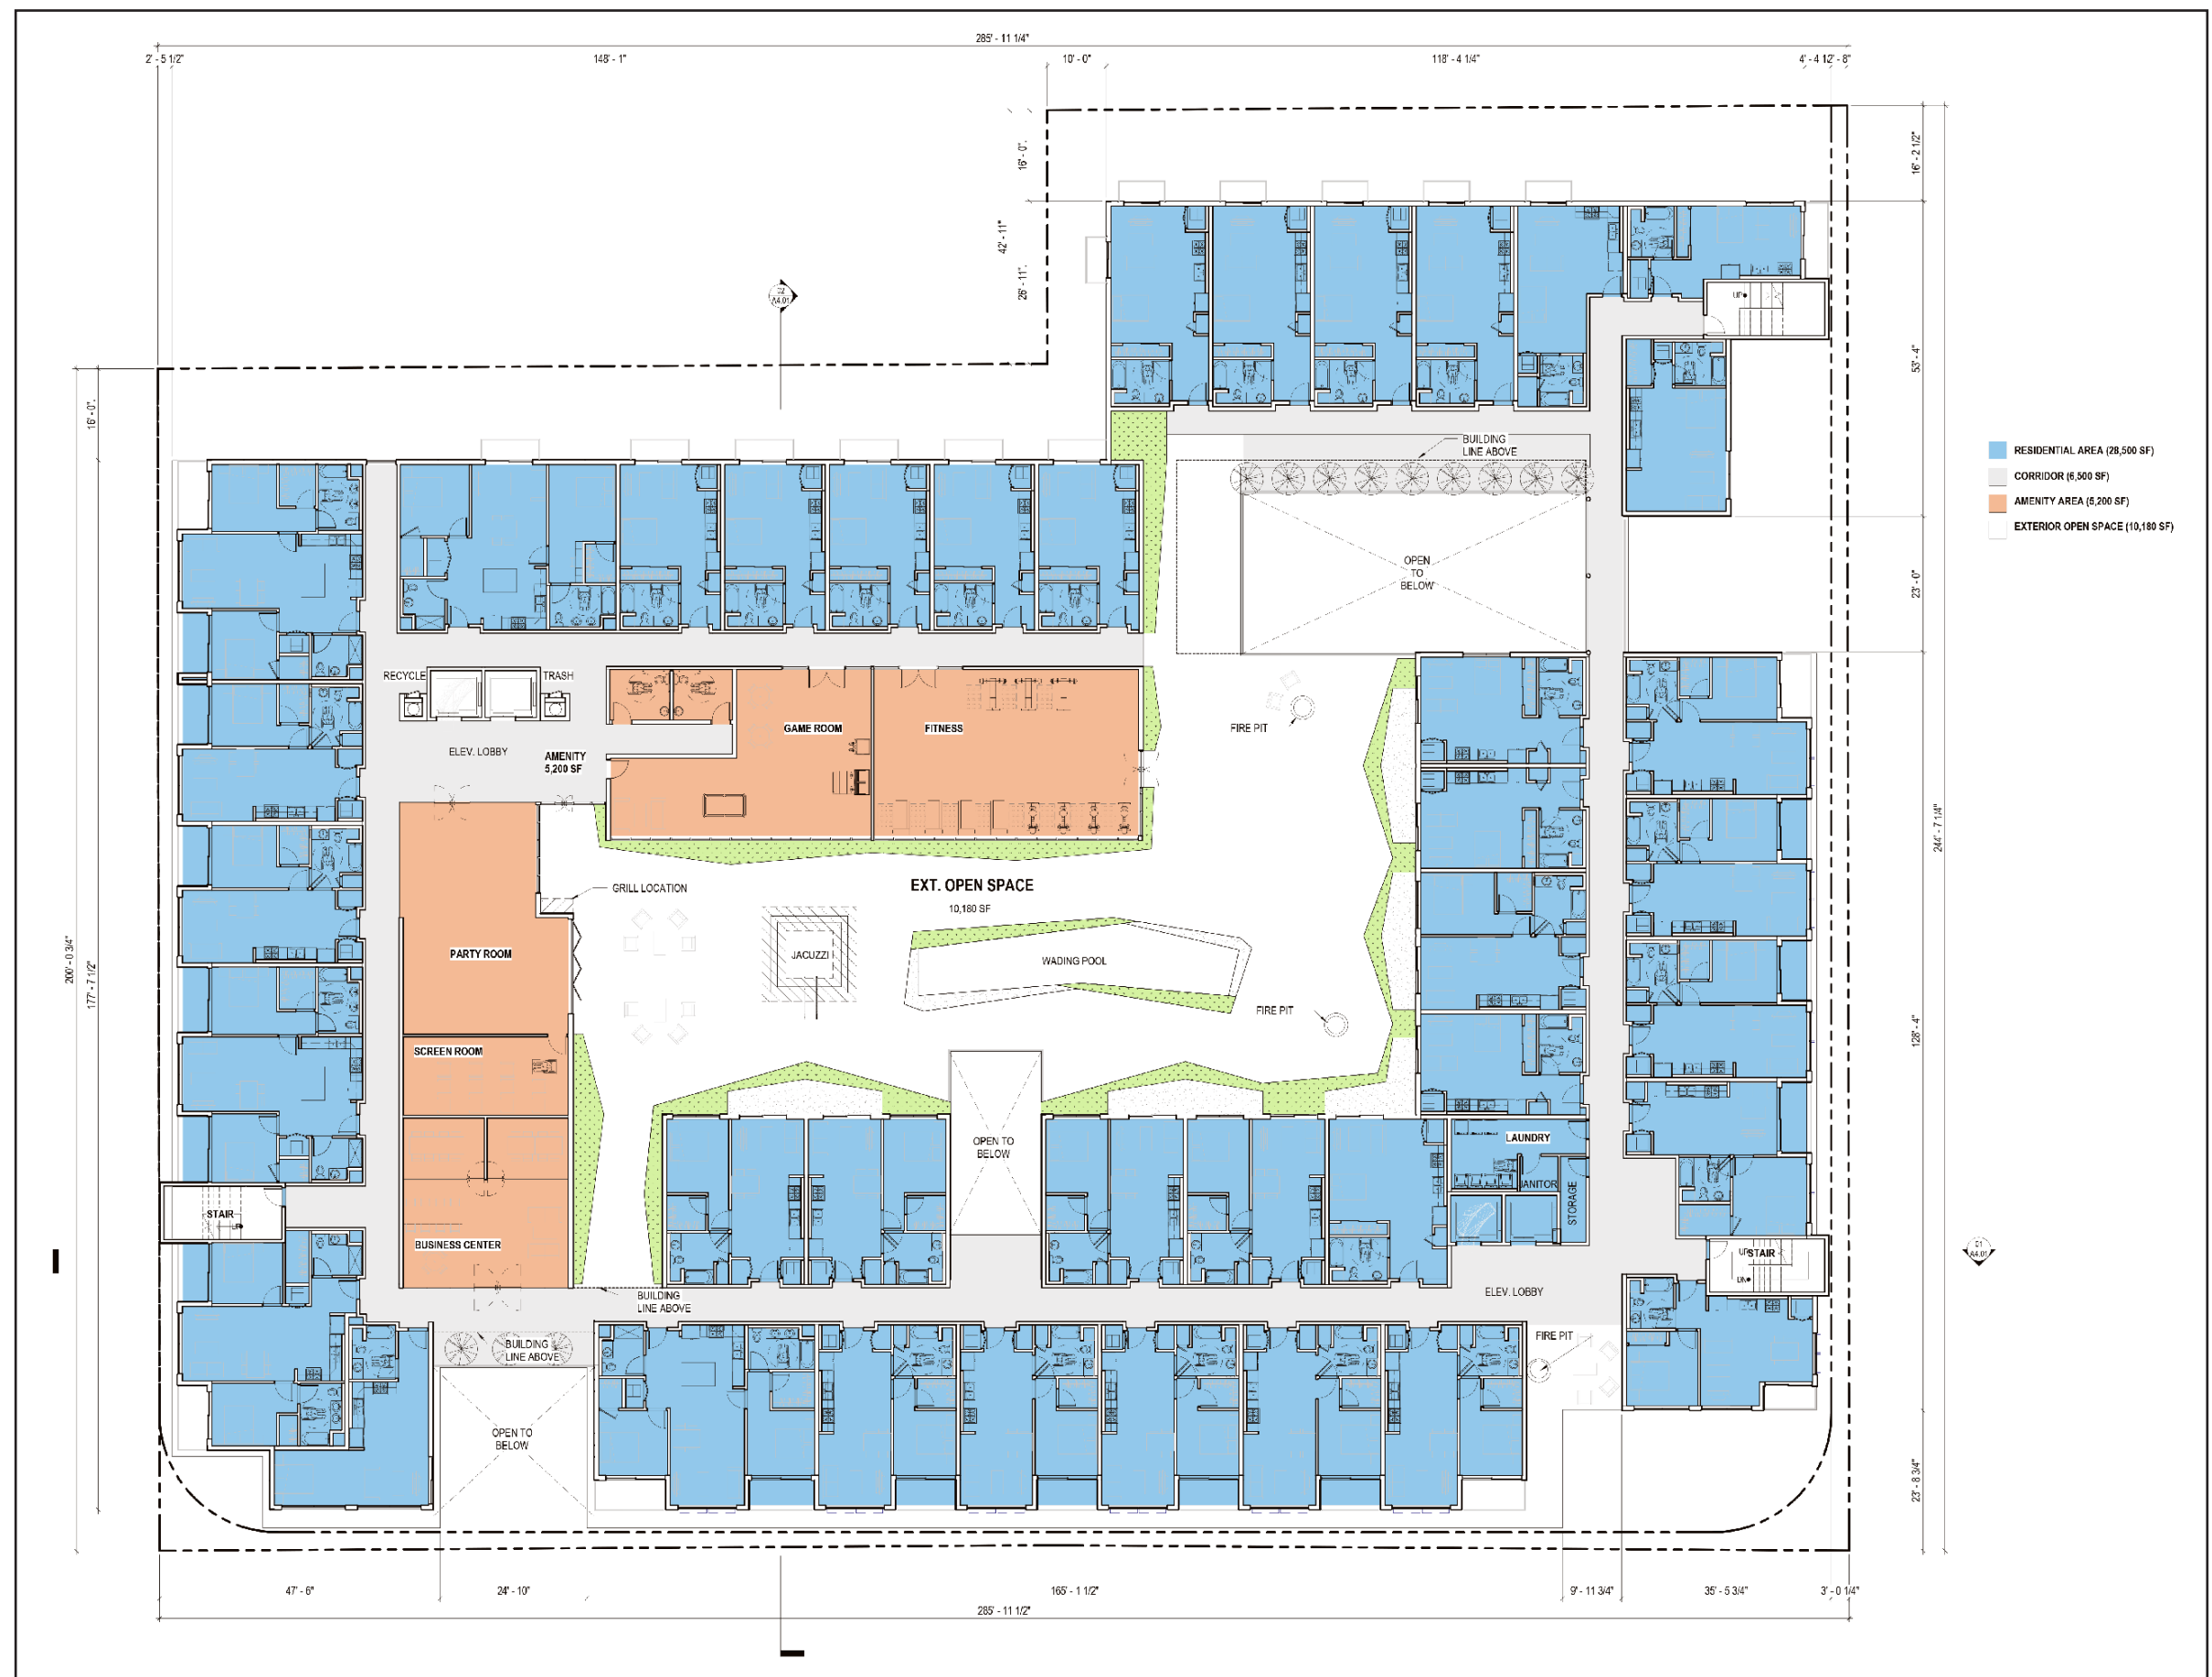 285' - 11 1/4"
2' - 5 1/2"
148' - 1"
10' - 0"
118' - 4 1/4"
4' - 4 1/2" - 8"
16' - 0".
16' - 2 1/2"
42' - 11"
26' - 11".
A4.01
UP
53' - 4"
16' - 0".
BUILDING
LINE ABOVE
RESIDENTIAL AREA (28,500 SF)
CORRIDOR (6,500 SF)
AMENITY AREA (5,200 SF)
EXTERIOR OPEN SPACE (10,180 SF)
OPEN
TO
BELOW
23' - 0"
RECYCLE
TRASH
GAME ROOM
FITNESS
FIRE PIT
ELEV. LOBBY
AMENITY
5,200 SF
244' - 7 1/4"
EXT. OPEN SPACE
10,180 SF
GRILL LOCATION
PARTY ROOM
JACUZZI
WADING POOL
200' - 0 3/4"
177' - 7 1/2"
FIRE PIT
SCREEN ROOM
128' - 4"
OPEN TO
BELOW
LAUNDRY
JANITOR
STORAGE
STAIR
UP
BUSINESS CENTER
UP
STAIR
DN
01
A4.01
BUILDING
LINE ABOVE
ELEV. LOBBY
BUILDING
LINE ABOVE
FIRE PIT
OPEN TO
BELOW
23' - 8 3/4"
47' - 6"
24' - 10"
165' - 1 1/2"
9' - 11 3/4"
35' - 5 3/4"
3' - 0 1/4"
285' - 11 1/2"